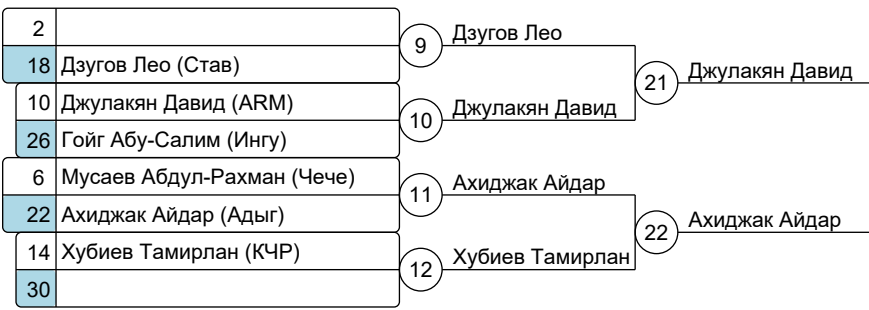 2
18 Дзугов Лео (Став)
10 Джулакян Давид (ARM)
26 Гойг Абу-Салим (Ингу)
6 Мусаев Абдул-Рахман (Чече)
22 Ахиджак Айдар (Адыг)
14 Хубиев Тамирлан (КЧР)
30
9 Дзугов Лео
10 Джулакян Давид
11 Ахиджак Айдар
12 Хубиев Тамирлан
21 Джулакян Давид
22 Ахиджак Айдар